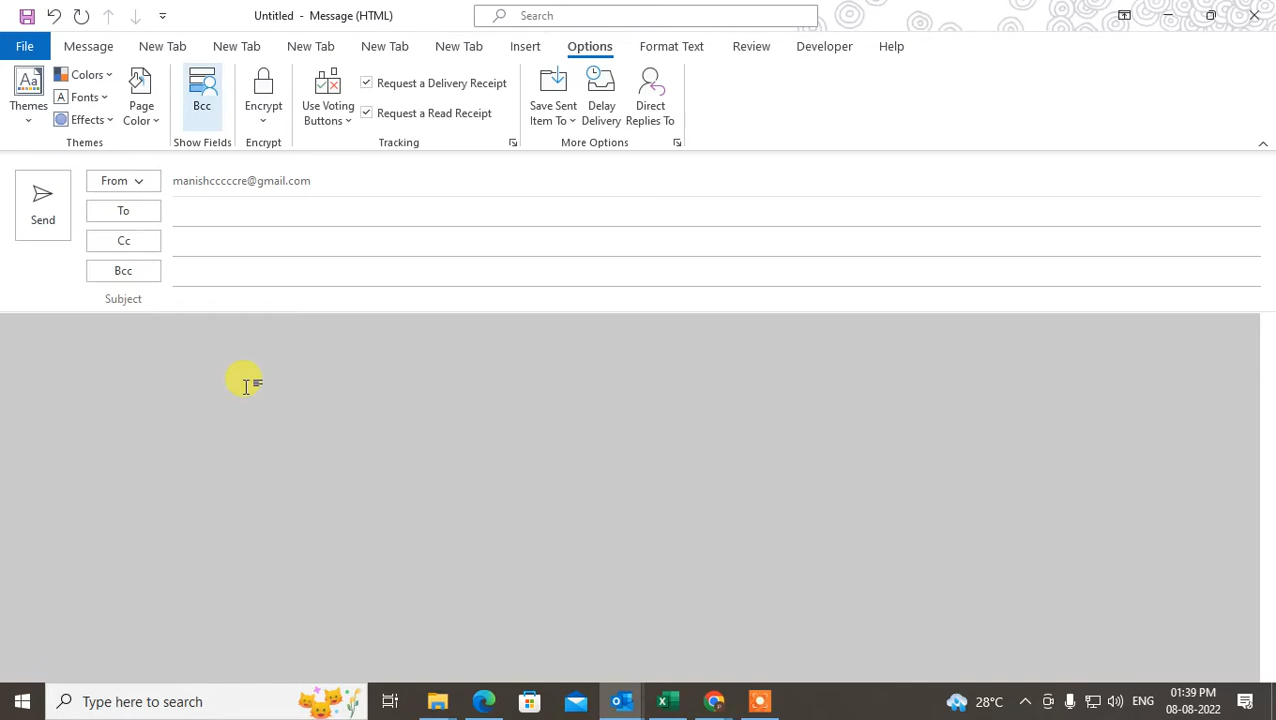 Untitled - Message (HTML)
Search
File
Message
New Tab
New Tab
New Tab
New Tab
New Tab
Insert
Options
Format Text
Review
Developer
Help
Aa
Themes
Colors
A Fonts
Effects
Page
Color
Bcc
Encrypt
Use Voting
Buttons
Request a Delivery Receipt
Request a Read Receipt
Save Sent
Item To
Delay
Delivery
Direct
Replies To
Themes
Show Fields
Encrypt
Tracking
More Options
Send
From
manishcccccre@gmail.com
To
Cc
Bcc
Subject
Type here to search
28°C
ENG
01:39 PM
08-08-2022